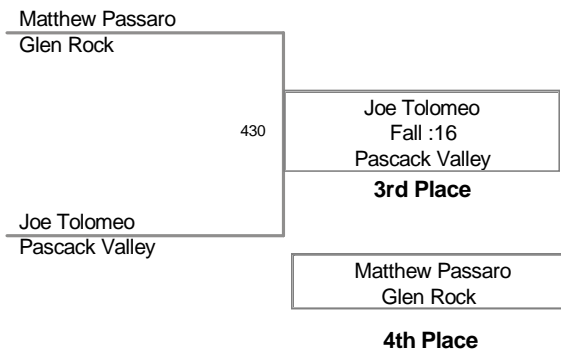 Matthew Passaro
Glen Rock
430
Joe Tolomeo
Fall :16
Pascack Valley
3rd Place
Joe Tolomeo
Pascack Valley
Matthew Passaro
Glen Rock
4th Place